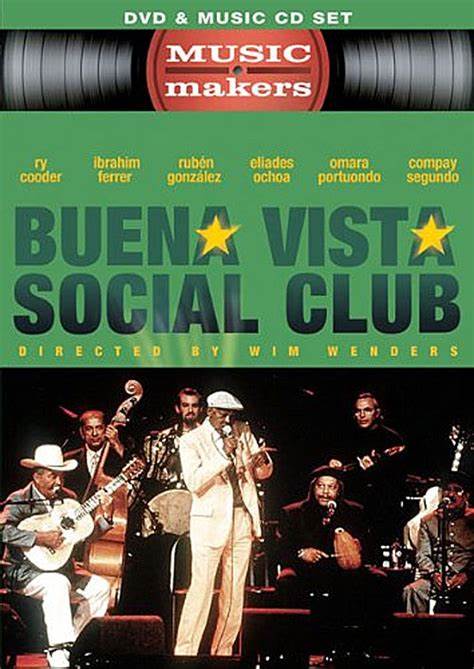 DVD & MUSIC CD SET
MUSIC
makers
ry cooder
ibrahim ferrer
rubén gonzález
eliades ochoa
omara portuondo
compay segundo
BUENA VISTA
SOCIAL CLUB
DIRECTED BY WIM WENDERS